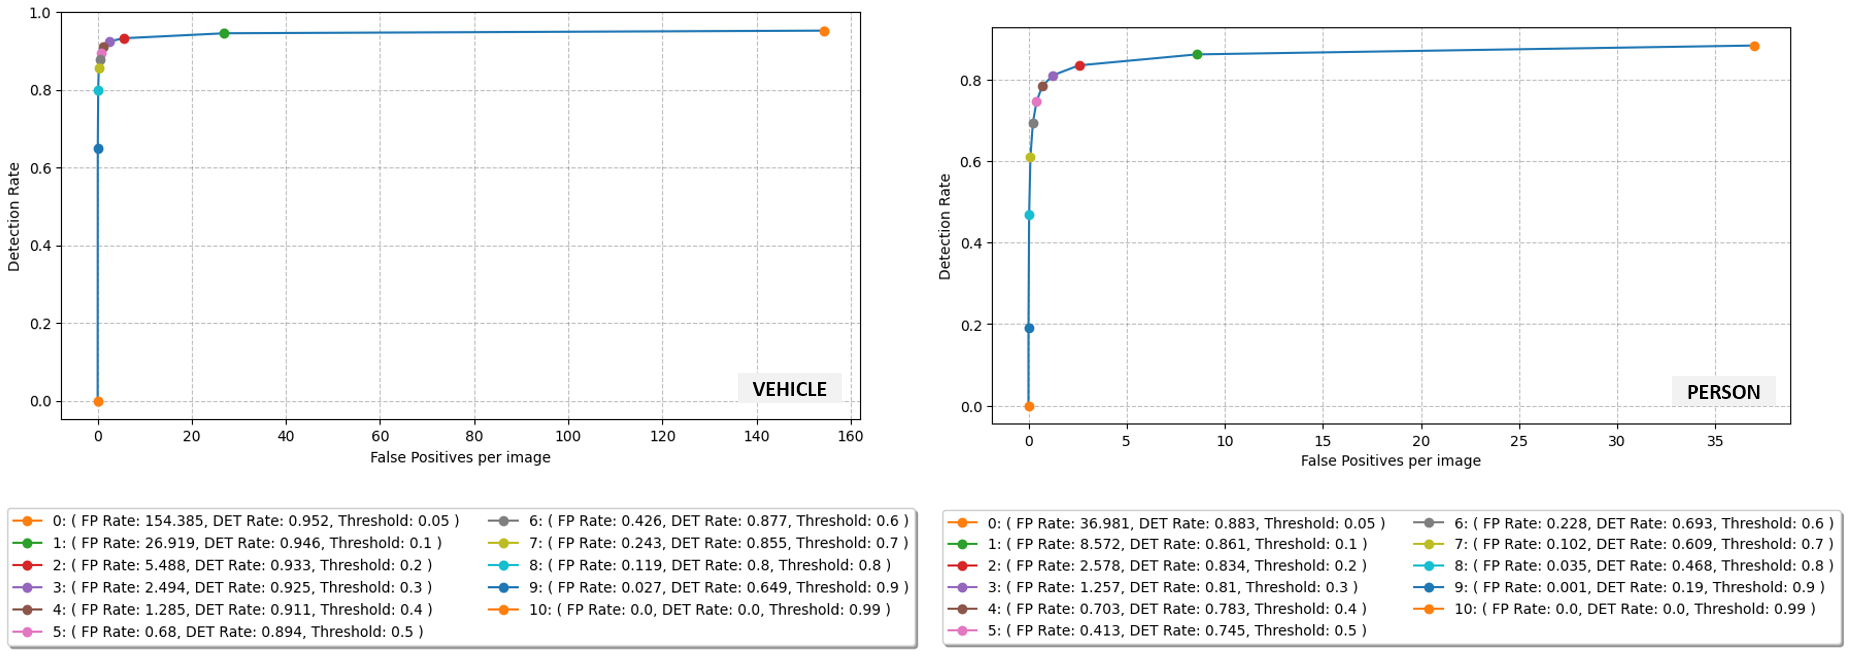 1.0
0.8
0.6
0.4
0.2
0.0
Detection Rate
0 20 40 60 80 100 120 140 160
False Positives per image
VEHICLE
0: ( FP Rate: 154.385, DET Rate: 0.952, Threshold: 0.05 )
1: ( FP Rate: 26.919, DET Rate: 0.946, Threshold: 0.1 )
2: ( FP Rate: 5.488, DET Rate: 0.933, Threshold: 0.2 )
3: ( FP Rate: 2.494, DET Rate: 0.925, Threshold: 0.3 )
4: ( FP Rate: 1.285, DET Rate: 0.911, Threshold: 0.4 )
5: ( FP Rate: 0.68, DET Rate: 0.894, Threshold: 0.5 )
6: ( FP Rate: 0.426, DET Rate: 0.877, Threshold: 0.6 )
7: ( FP Rate: 0.243, DET Rate: 0.855, Threshold: 0.7 )
8: ( FP Rate: 0.119, DET Rate: 0.8, Threshold: 0.8 )
9: ( FP Rate: 0.027, DET Rate: 0.649, Threshold: 0.9 )
10: ( FP Rate: 0.0, DET Rate: 0.0, Threshold: 0.99 )
0.8
0.6
0.4
0.2
0.0
Detection Rate
0 5 10 15 20 25 30 35
False Positives per image
PERSON
0: ( FP Rate: 36.981, DET Rate: 0.883, Threshold: 0.05 )
1: ( FP Rate: 8.572, DET Rate: 0.861, Threshold: 0.1 )
2: ( FP Rate: 2.578, DET Rate: 0.834, Threshold: 0.2 )
3: ( FP Rate: 1.257, DET Rate: 0.81, Threshold: 0.3 )
4: ( FP Rate: 0.703, DET Rate: 0.783, Threshold: 0.4 )
5: ( FP Rate: 0.413, DET Rate: 0.745, Threshold: 0.5 )
6: ( FP Rate: 0.228, DET Rate: 0.693, Threshold: 0.6 )
7: ( FP Rate: 0.102, DET Rate: 0.609, Threshold: 0.7 )
8: ( FP Rate: 0.035, DET Rate: 0.468, Threshold: 0.8 )
9: ( FP Rate: 0.001, DET Rate: 0.19, Threshold: 0.9 )
10: ( FP Rate: 0.0, DET Rate: 0.0, Threshold: 0.99 )